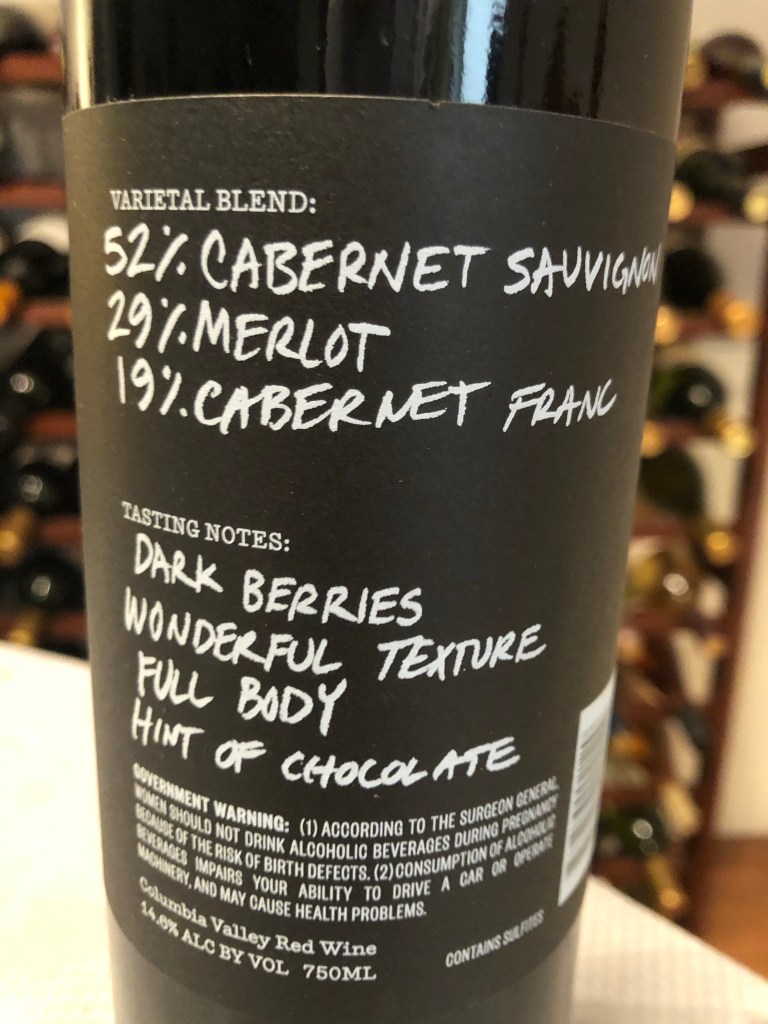 VARIETAL BLEND:
52% CABERNET SAUVIGNON
29% MERLOT
19% CABERNET FRANC
TASTING NOTES:
DARK BERRIES
WONDERFUL TEXTURE
FULL BODY
HINT OF CHOCOLATE
GOVERNMENT WARNING: (1) ACCORDING TO THE SURGEON GENERAL,
WOMEN SHOULD NOT DRINK ALCOHOLIC BEVERAGES DURING PREGNANCY
BECAUSE OF THE RISK OF BIRTH DEFECTS. (2) CONSUMPTION OF ALCOHOLIC
BEVERAGES IMPAIRS YOUR ABILITY TO DRIVE A CAR OR OPERATE
MACHINERY, AND MAY CAUSE HEALTH PROBLEMS.
Columbia Valley Red Wine
14.6% ALC BY VOL 750ML
CONTAINS SULFITES